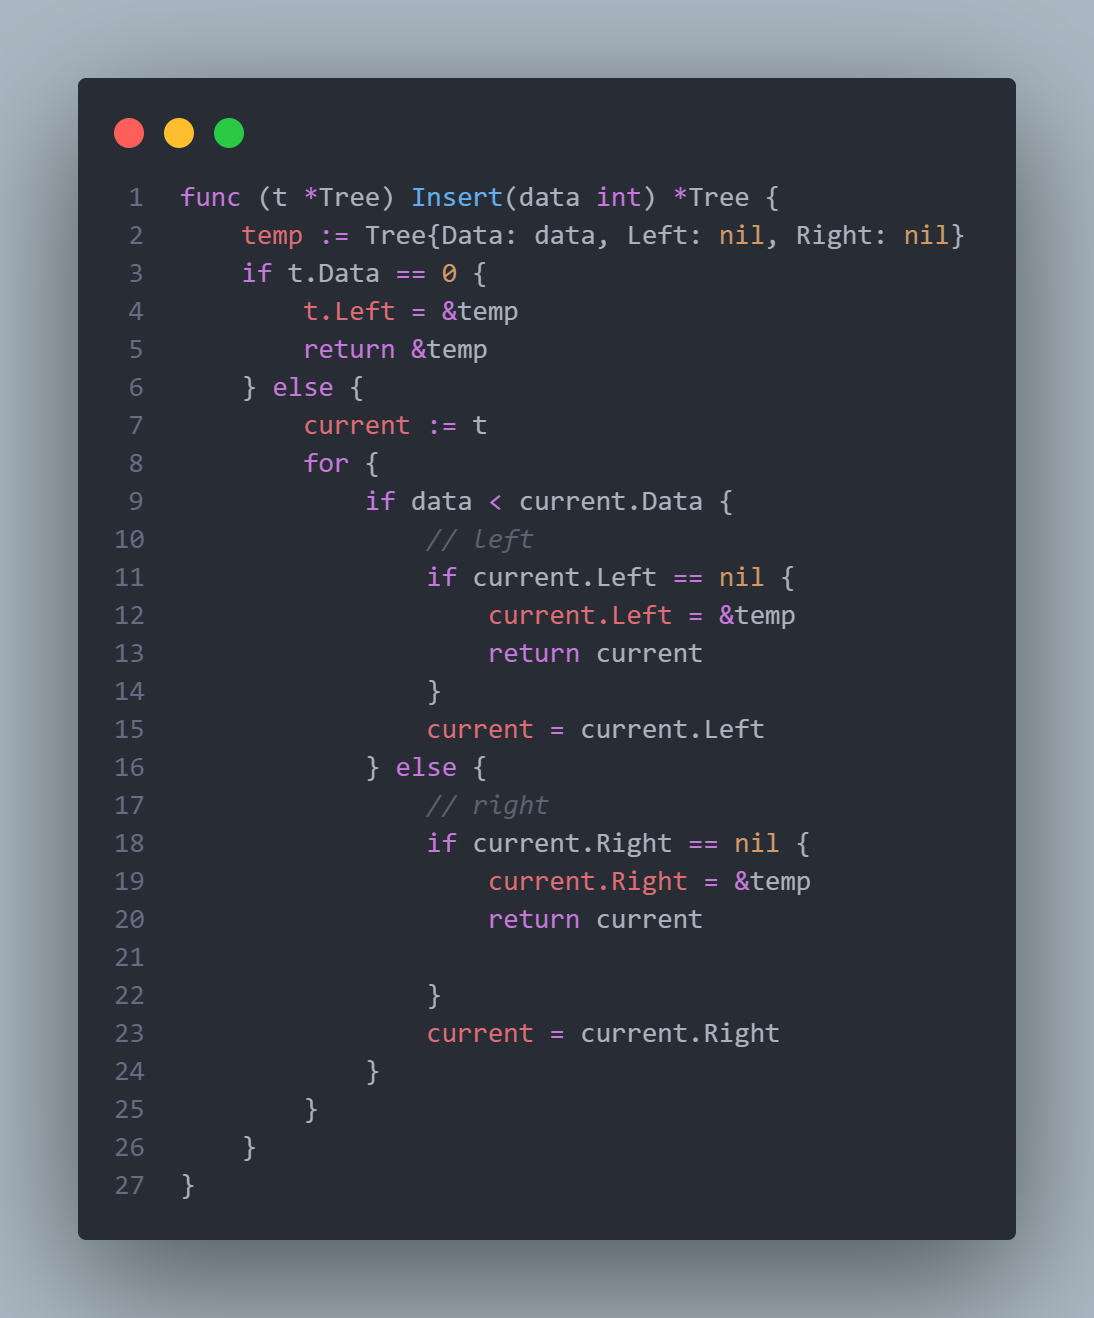 1 func (t *Tree) Insert(data int) *Tree {
2     temp := Tree{Data: data, Left: nil, Right: nil}
3     if t.Data == 0 {
4         t.Left = &temp
5         return &temp
6     } else {
7         current := t
8         for {
9             if data < current.Data {
10                 // left
11                 if current.Left == nil {
12                     current.Left = &temp
13                     return current
14                 }
15                 current = current.Left
16             } else {
17                 // right
18                 if current.Right == nil {
19                     current.Right = &temp
20                     return current
21
22                 }
23                 current = current.Right
24             }
25         }
26     }
27 }